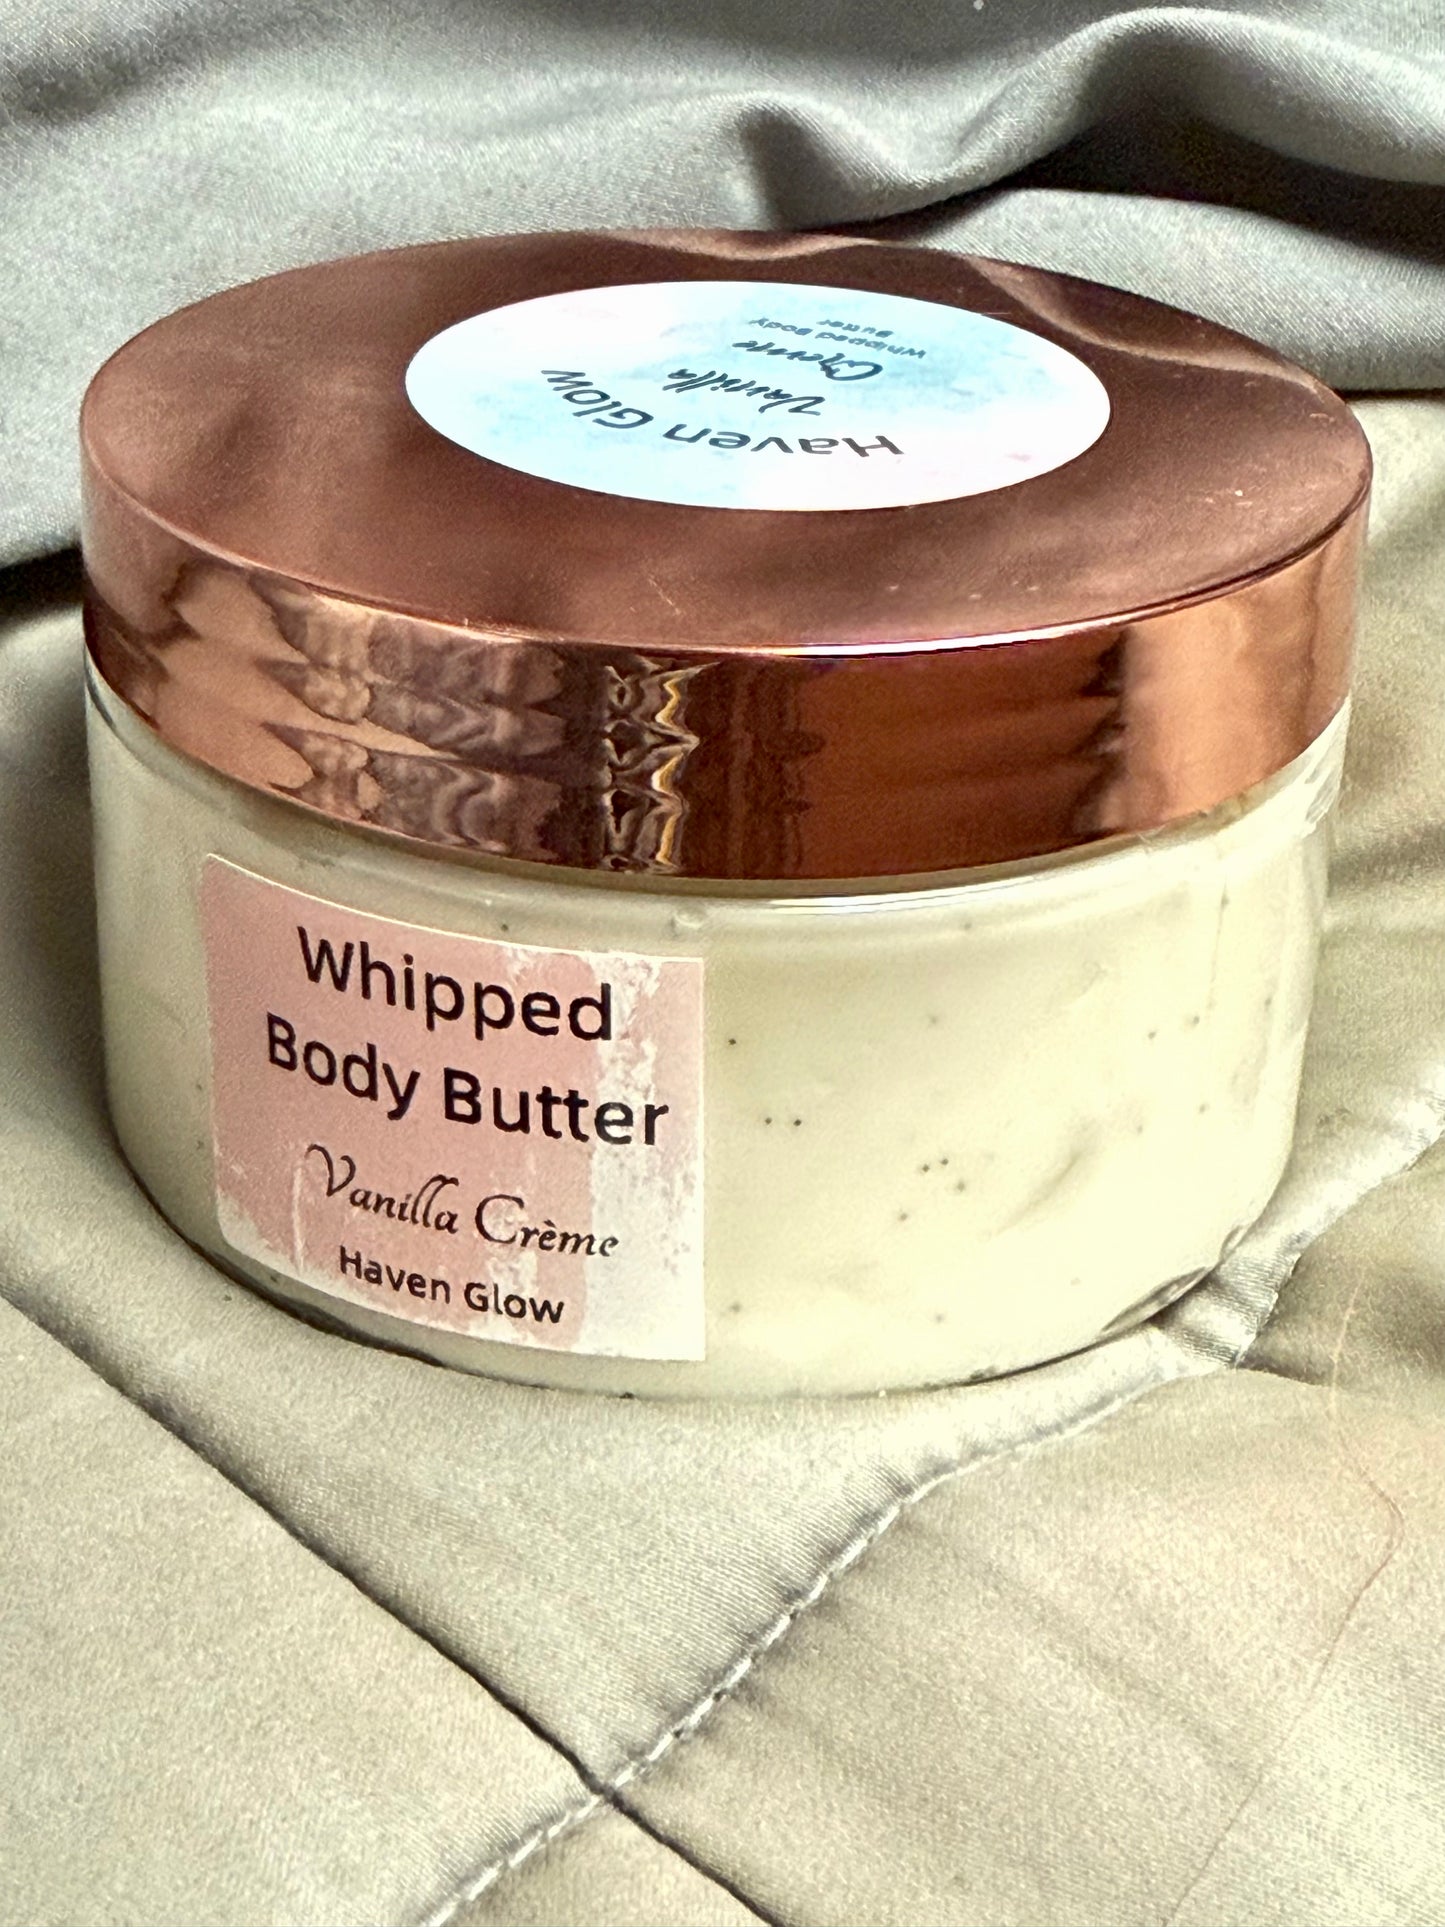 Haven Glow
Vanilla
Crème
Whipped Body
Butter
Whipped
Body Butter
Vanilla Crème
Haven Glow